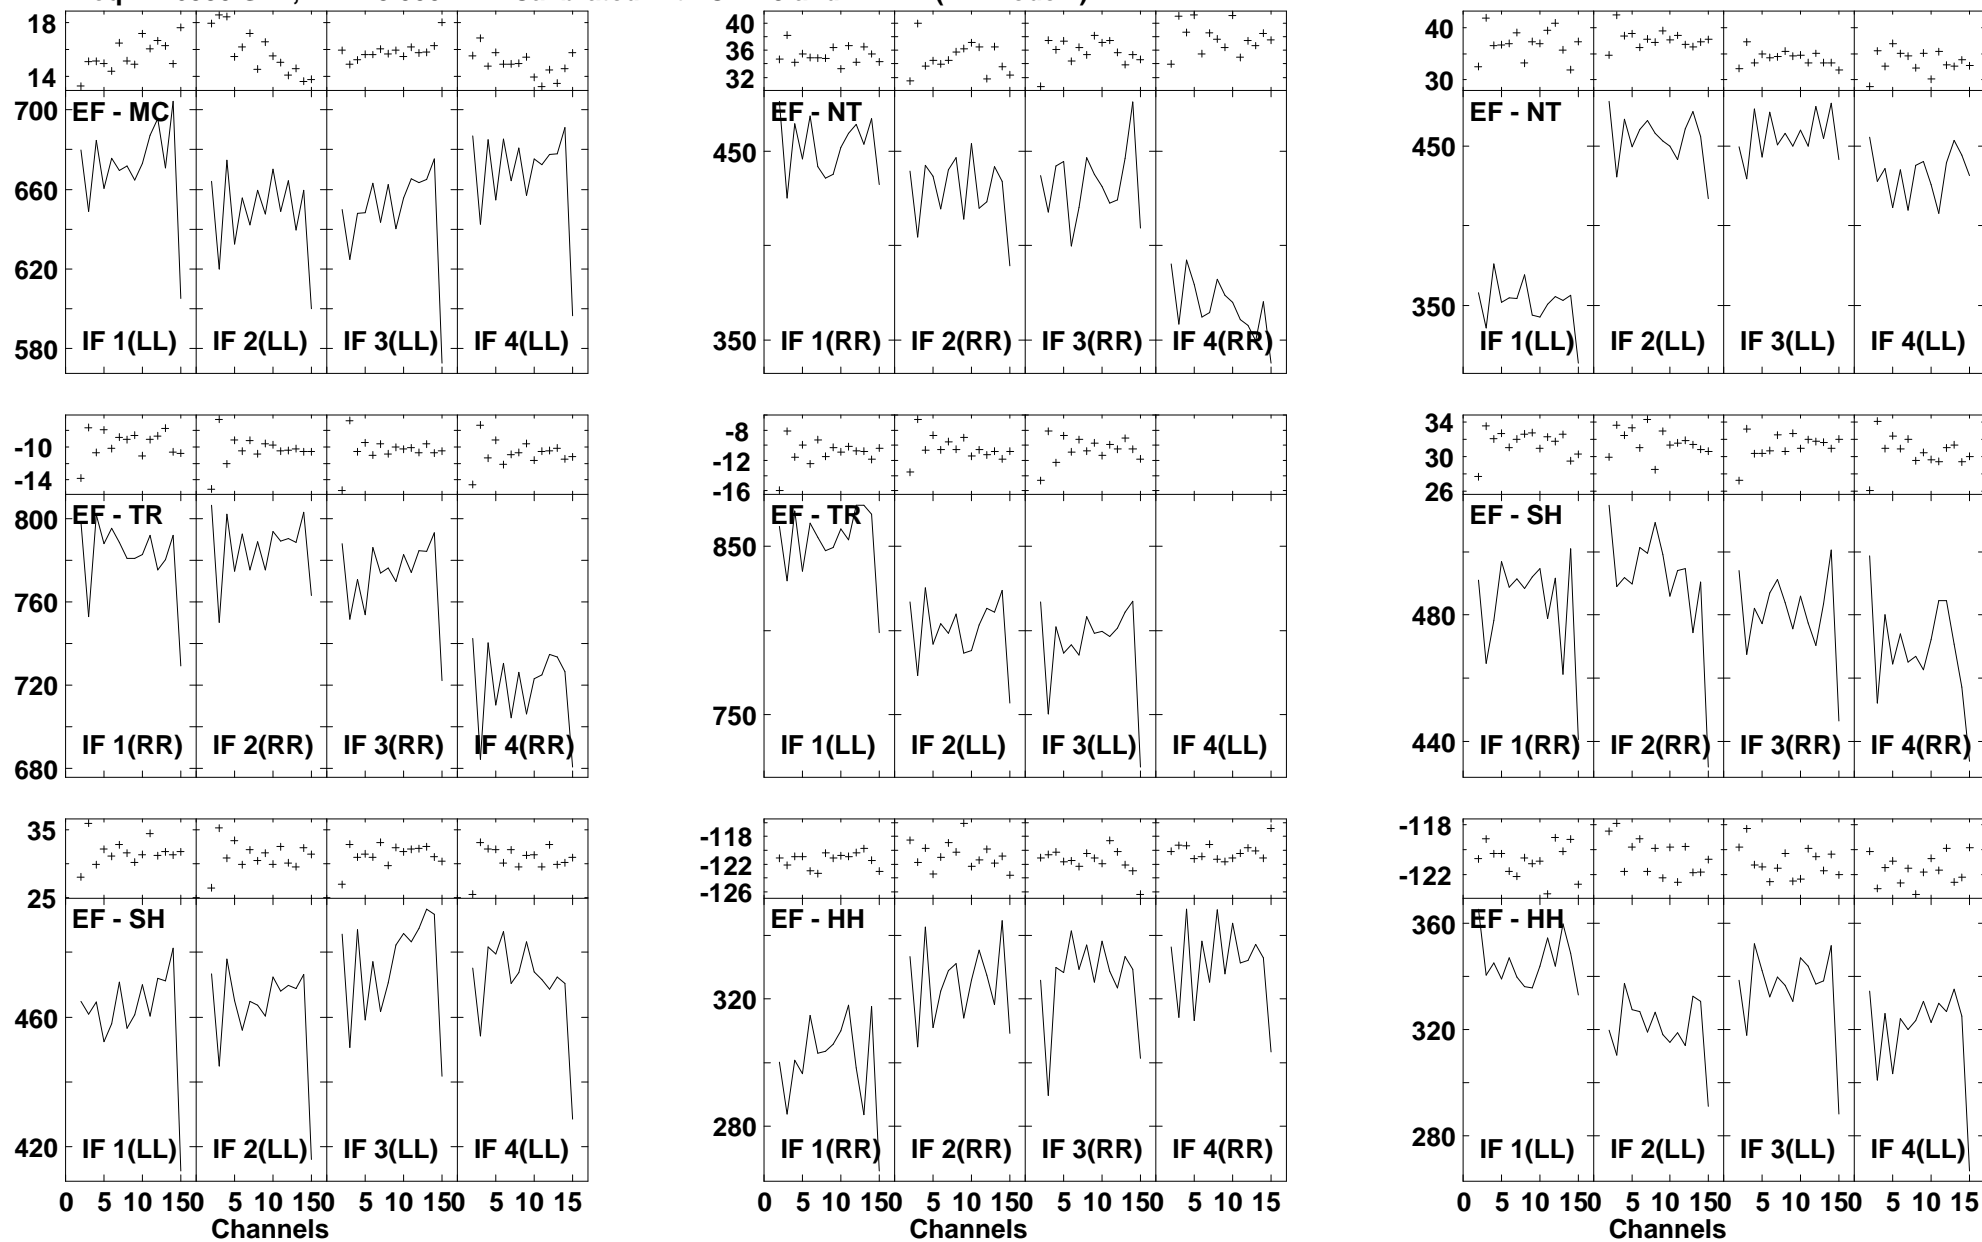 18
14
700
660
620
580
EF - MC
IF 1(LL) IF 2(LL) IF 3(LL) IF 4(LL)
40
36
32
450
350
EF - NT
IF 1(RR) IF 2(RR) IF 3(RR) IF 4(RR)
40
30
450
350
EF - NT
IF 1(LL) IF 2(LL) IF 3(LL) IF 4(LL)
-10
-14
800
760
720
680
EF - TR
IF 1(RR) IF 2(RR) IF 3(RR) IF 4(RR)
-8
-12
-16
850
750
EF - TR
IF 1(LL) IF 2(LL) IF 3(LL) IF 4(LL)
34
30
26
480
440
EF - SH
IF 1(RR) IF 2(RR) IF 3(RR) IF 4(RR)
35
25
460
420
EF - SH
IF 1(LL) IF 2(LL) IF 3(LL) IF 4(LL)
0 5 10 150 5 10 150 5 10 150 5 10 15
Channels
-118
-122
-126
320
280
EF - HH
IF 1(RR) IF 2(RR) IF 3(RR) IF 4(RR)
0 5 10 150 5 10 150 5 10 150 5 10 15
Channels
-118
-122
360
320
280
EF - HH
IF 1(LL) IF 2(LL) IF 3(LL) IF 4(LL)
0 5 10 150 5 10 150 5 10 150 5 10 15
Channels